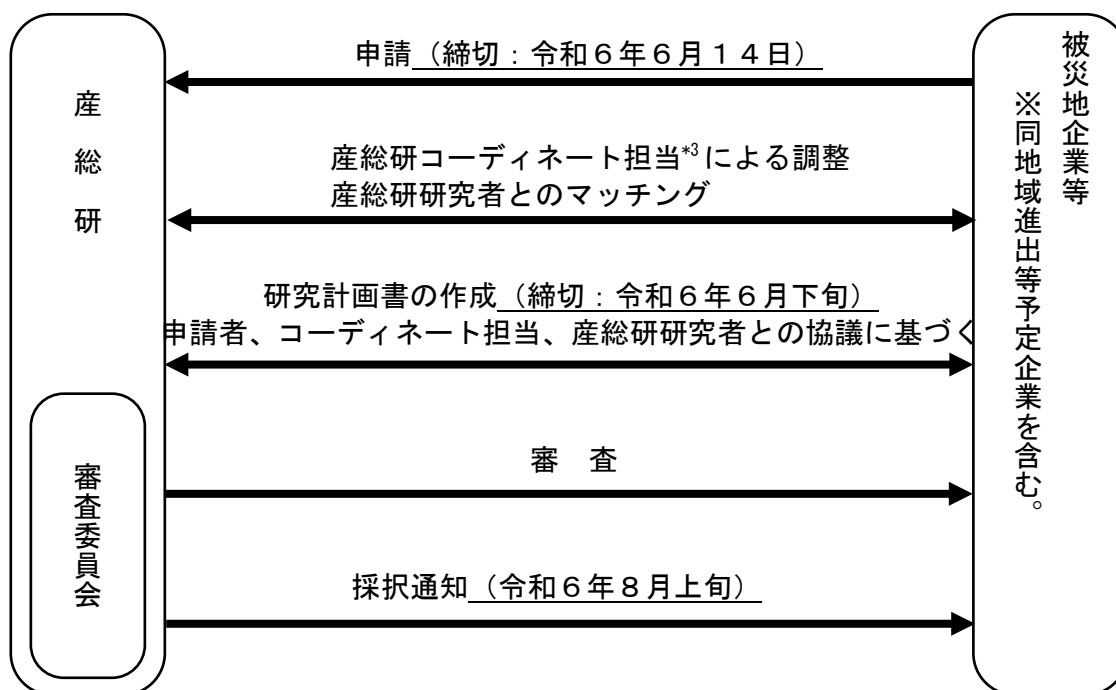 産総研
審査委員会
申請（締切：令和６年６月１４日）
産総研コーディネート担当*3による調整
産総研研究者とのマッチング
研究計画書の作成（締切：令和６年６月下旬）
申請者、コーディネート担当、産総研研究者との協議に基づく
審　査
採択通知（令和６年８月上旬）
被災地企業等
※同地域進出等予定企業を含む。